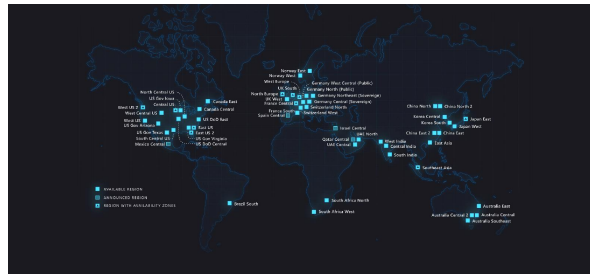 Norway East
Norway West
West Europe
Germany West Central (Public)
UK South
Germany North (Public)
North Europe
Germany Northeast (Sovereign)
UK West
Germany Central (Sovereign)
France Central
Switzerland North
France South
Switzerland West
Spain Central
North Central US
US Gov Iowa
Canada East
Central US
West US 2
Canada Central
West Central US
West US
US DoD East
US Gov Arizona
East US
US Gov Texas
East US 2
South Central US
US Gov Virginia
Mexico Central
US DoD Central
China North
China North 2
Korea Central
Japan East
Korea South
Japan West
China East 2
China East
Israel Central
UAE North
Qatar Central
West India
East Asia
UAE Central
Central India
South India
Southeast Asia
AVAILABLE REGION
ANNOUNCED REGION
REGION WITH AVAILABILITY ZONES
Brazil South
South Africa North
South Africa West
Australia East
Australia Central 2
Australia Central
Australia Southeast